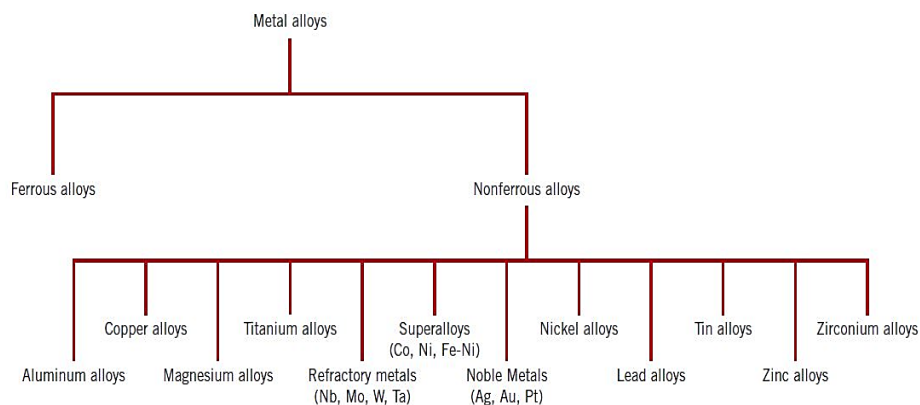 Metal alloys
Ferrous alloys
Nonferrous alloys
Copper alloys
Titanium alloys
Superalloys
(Co, Ni, Fe-Ni)
Nickel alloys
Tin alloys
Zirconium alloys
Aluminum alloys
Magnesium alloys
Refractory metals
(Nb, Mo, W, Ta)
Noble Metals
(Ag, Au, Pt)
Lead alloys
Zinc alloys